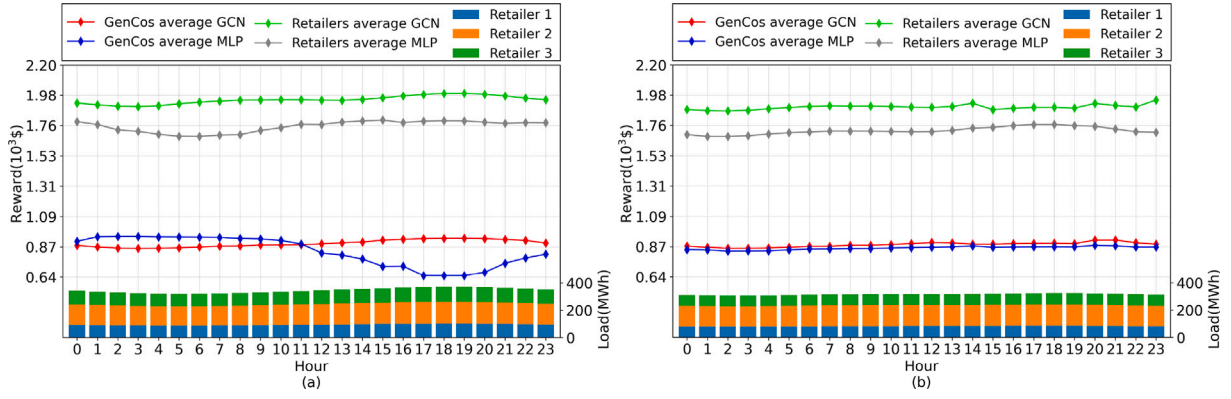 GenCos average GCN
Retailers average GCN
Retailer 1
GenCos average MLP
Retailers average MLP
Retailer 2
Retailer 3
2.20
1.98
1.76
1.53
1.31
1.09
0.87
0.64
Reward(10³$)
400
200
0
Load(MWh)
0 1 2 3 4 5 6 7 8 9 10 11 12 13 14 15 16 17 18 19 20 21 22 23
Hour
(a)
GenCos average GCN
Retailers average GCN
Retailer 1
GenCos average MLP
Retailers average MLP
Retailer 2
Retailer 3
2.20
1.98
1.76
1.53
1.31
1.09
0.87
0.64
Reward(10³$)
400
200
0
Load(MWh)
0 1 2 3 4 5 6 7 8 9 10 11 12 13 14 15 16 17 18 19 20 21 22 23
Hour
(b)